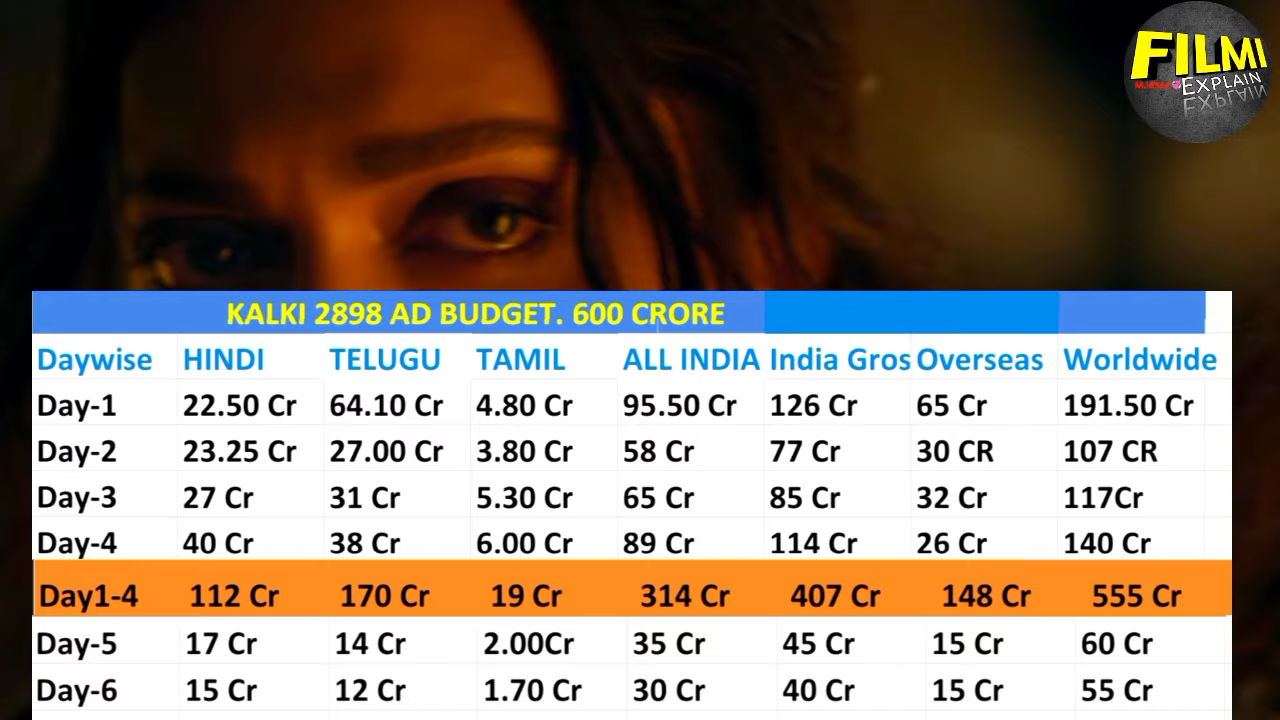 FILMI
EXPLAIN
KALKI 2898 AD BUDGET. 600 CRORE
Daywise HINDI TELUGU TAMIL ALL INDIA India Gros Overseas Worldwide
Day-1 22.50 Cr 64.10 Cr 4.80 Cr 95.50 Cr 126 Cr 65 Cr 191.50 Cr
Day-2 23.25 Cr 27.00 Cr 3.80 Cr 58 Cr 77 Cr 30 CR 107 CR
Day-3 27 Cr 31 Cr 5.30 Cr 65 Cr 85 Cr 32 Cr 117Cr
Day-4 40 Cr 38 Cr 6.00 Cr 89 Cr 114 Cr 26 Cr 140 Cr
Day1-4 112 Cr 170 Cr 19 Cr 314 Cr 407 Cr 148 Cr 555 Cr
Day-5 17 Cr 14 Cr 2.00Cr 35 Cr 45 Cr 15 Cr 60 Cr
Day-6 15 Cr 12 Cr 1.70 Cr 30 Cr 40 Cr 15 Cr 55 Cr